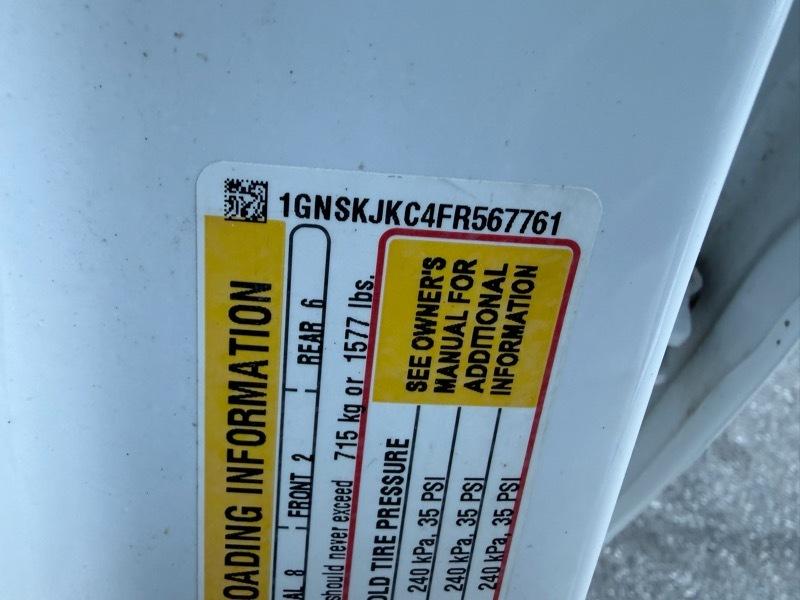 1GNSKJKC4FR567761
OADING INFORMATION
AL 8 FRONT 2 REAR 6
should never exceed 715 kg or 1577 lbs.
OLD TIRE PRESSURE
240 kPa, 35 PSI
240 kPa, 35 PSI
240 kPa, 35 PSI
SEE OWNER'S
MANUAL FOR
ADDITIONAL
INFORMATION